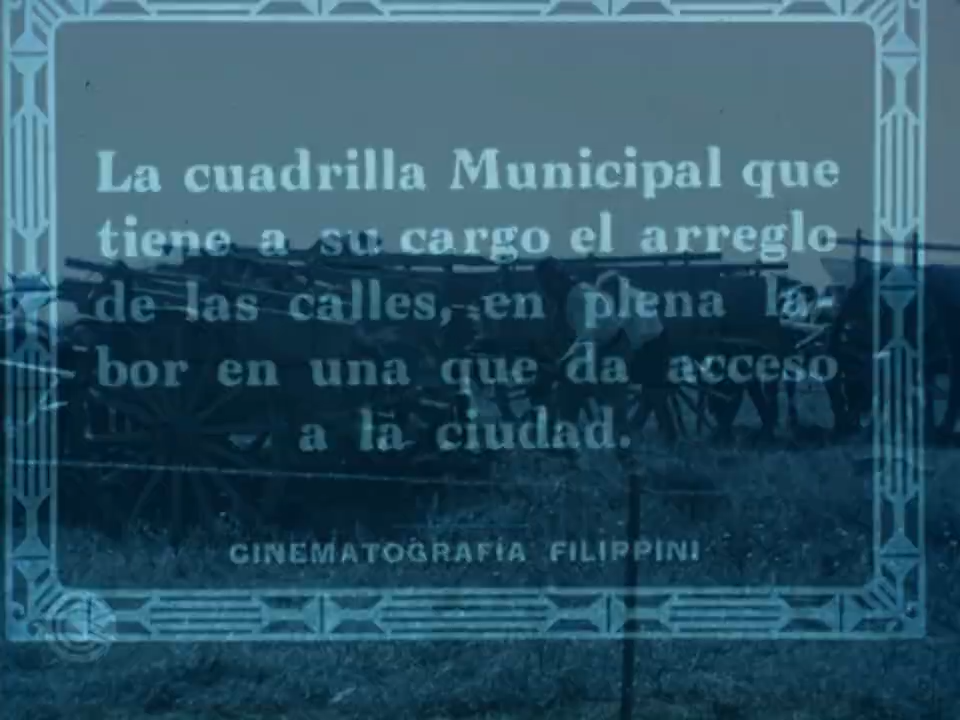 La cuadrilla Municipal que
tiene a su cargo el arreglo
de las calles, en plena la-
bor en una que da acceso
a la ciudad.
CINEMATOGRAFIA FILIPPINI